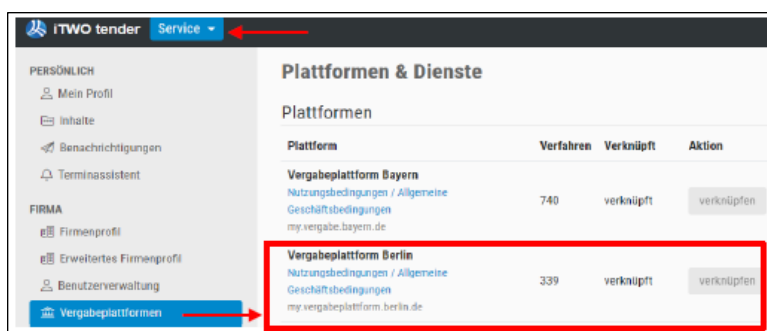 iTWO tender Service
PERSÖNLICH
Mein Profil
Inhalte
Benachrichtigungen
Terminassistent
FIRMA
Firmenprofil
Erweitertes Firmenprofil
Benutzerverwaltung
Vergabeplattformen
Plattformen & Dienste
Plattformen
Plattform Verfahren Verknüpft Aktion
Vergabeplattform Bayern
Nutzungsbedingungen / Allgemeine
Geschäftsbedingungen
my.vergabe.bayern.de
740 verknüpft verknüpfen
Vergabeplattform Berlin
Nutzungsbedingungen / Allgemeine
Geschäftsbedingungen
my.vergabeplattform.berlin.de
339 verknüpft verknüpfen